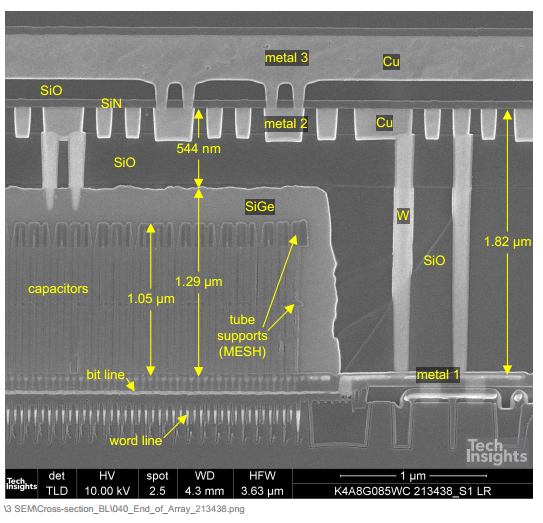 metal 3
Cu
SiO
SiN
metal 2
Cu
544 nm
SiO
SiGe
W
1.82 µm
SiO
capacitors
1.29 µm
1.05 µm
tube
supports
(MESH)
bit line
metal 1
word line
Tech
Insights
Tech
Insights
det
TLD
HV
10.00 kV
spot
2.5
WD
4.3 mm
HFW
3.63 µm
1 µm
K4A8G085WC 213438_S1 LR
\3 SEM\Cross-section_BL\040_End_of_Array_213438.png